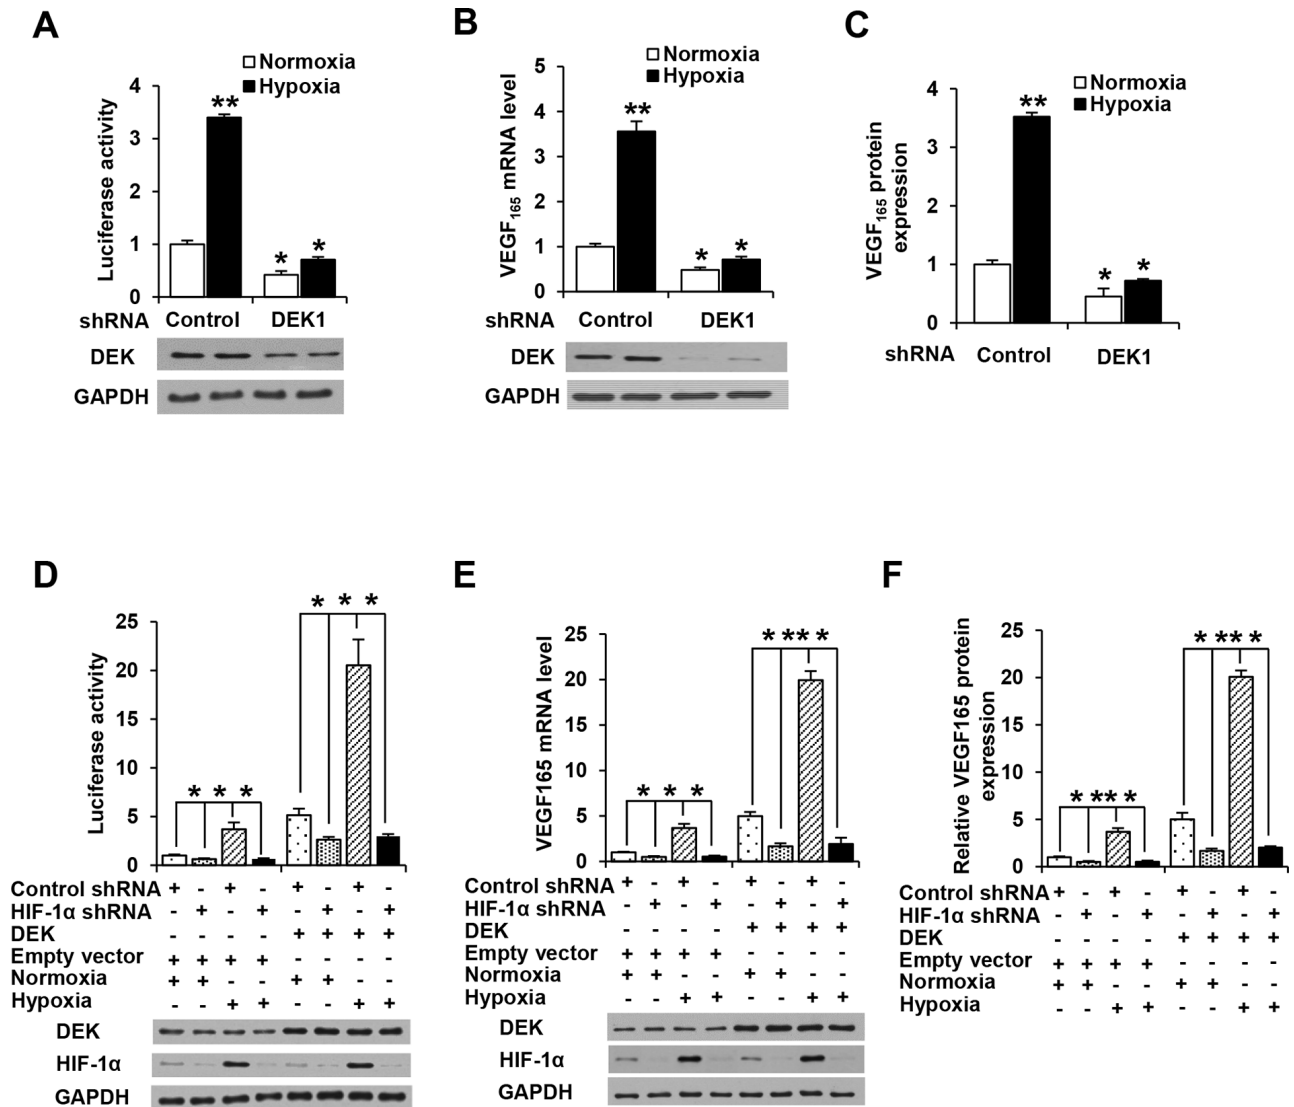 A
Normoxia
Hypoxia
Luciferase activity
4
3
2
1
0
**
*
*
shRNA Control DEK1
DEK
GAPDH
B
Normoxia
Hypoxia
VEGF165 mRNA level
5
4
3
2
1
0
**
*
*
shRNA Control DEK1
DEK
GAPDH
C
Normoxia
Hypoxia
VEGF165 protein
expression
4
3
2
1
0
**
*
*
shRNA Control DEK1
D
Luciferase activity
25
20
15
10
5
0
* * *
* * *
Control shRNA + - + - + - + -
HIF-1α shRNA - + - + - + - +
DEK - - - - + + + +
Empty vector + + + + - - - -
Normoxia + + - - + + - -
Hypoxia - - + + - - + +
DEK
HIF-1α
GAPDH
E
VEGF165 mRNA level
25
20
15
10
5
0
* * *
* ** *
Control shRNA + - + - + - + -
HIF-1α shRNA - + - + - + - +
DEK - - - - + + + +
Empty vector + + + + - - - -
Normoxia + + - - + + - -
Hypoxia - - + + - - + +
DEK
HIF-1α
GAPDH
F
Relative VEGF165 protein
expression
25
20
15
10
5
0
* ** *
* ** *
Control shRNA + - + - + - + -
HIF-1α shRNA - + - + - + - +
DEK - - - - + + + +
Empty vector + + + + - - - -
Normoxia + + - - + + - -
Hypoxia - - + + - - + +